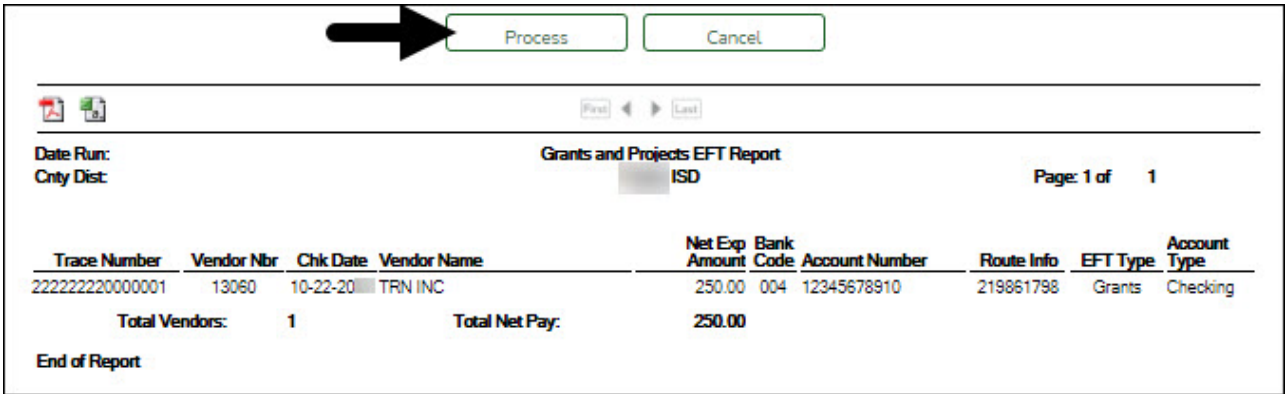 Process Cancel
First Last
Date Run: Grants and Projects EFT Report
Cnty Dist: ISD Page: 1 of 1
Net Exp Bank Account
Trace Number Vendor Nbr Chk Date Vendor Name Amount Code Account Number Route Info EFT Type Type
222222220000001 13060 10-22-20 TRN INC 250.00 004 12345678910 219861798 Grants Checking
Total Vendors: 1 Total Net Pay: 250.00
End of Report